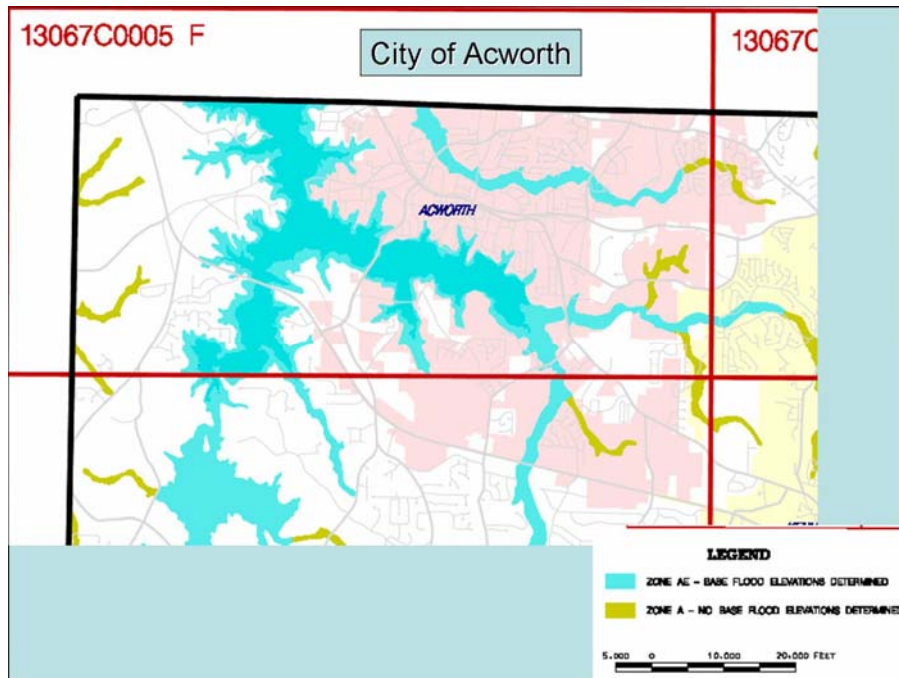 13067C0005 F
City of Acworth
13067C
ACWORTH
LEGEND
ZONE AE - BASE FLOOD ELEVATIONS DETERMINED
ZONE A - NO BASE FLOOD ELEVATIONS DETERMINED
5,000 0 10,000 20,000 FEET